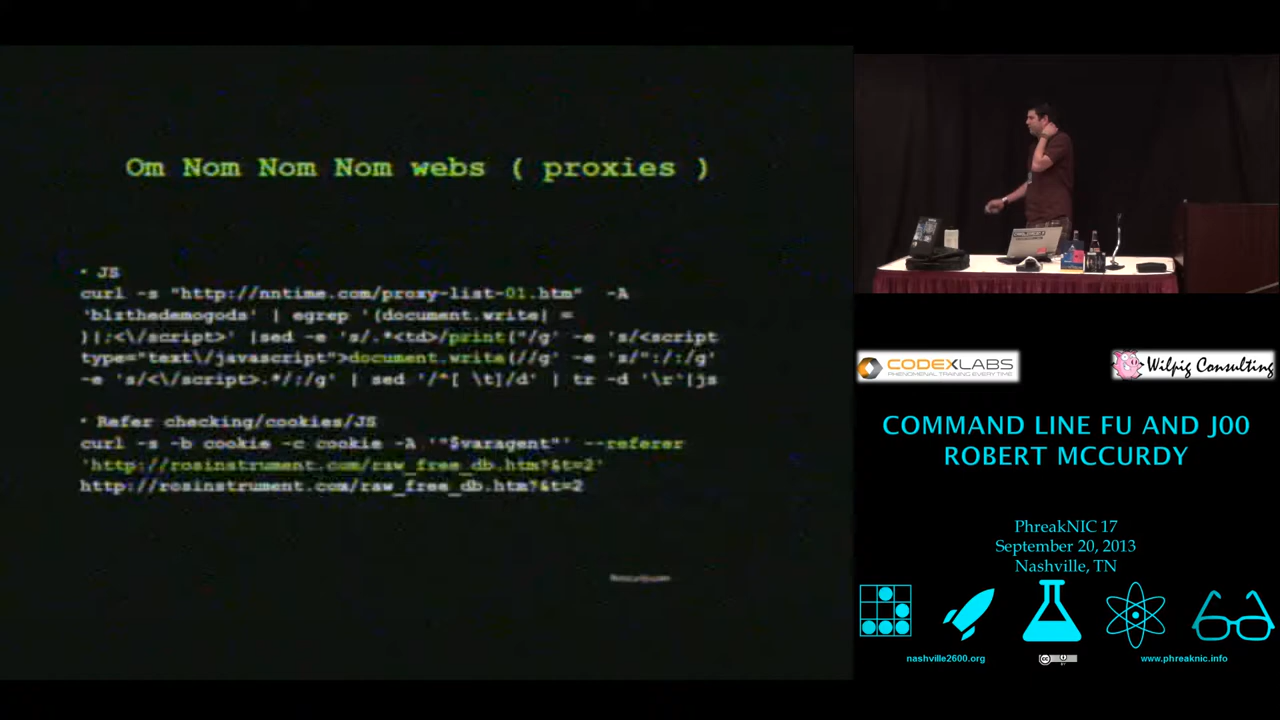 Om Nom Nom Nom webs ( proxies )
• JS
curl -s "http://nntime.com/proxy-list-01.htm" -A
'blzthedemogods' | egrep '(document.write| =
)|;<\/script>' |sed -e 's/.*<td>/print("/g' -e 's/<script
type="text\/javascript">document.write(//g' -e 's/":/:/g'
-e 's/<\/script>.*/;/g' | sed '/^[ \t]/d' | tr -d '\r'|js
• Refer checking/cookies/JS
curl -s -b cookie -c cookie -A '"$varagent"' --referer
'http://rosinstrument.com/raw_free_db.htm?&t=2'
http://rosinstrument.com/raw_free_db.htm?&t=2
CODEXLABS
PHENOMENAL TRAINING EVERY TIME
Wilpig Consulting
COMMAND LINE FU AND J00
ROBERT MCCURDY
PhreakNIC 17
September 20, 2013
Nashville, TN
nashville2600.org
www.phreaknic.info